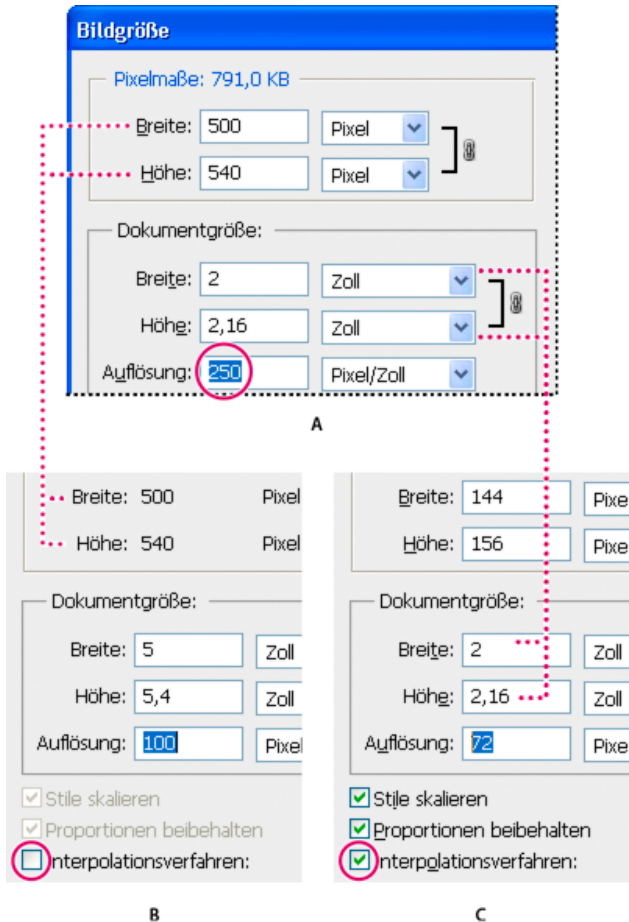 Bildgröße
Pixelmaße: 791,0 KB
Breite: 500 Pixel
Höhe: 540 Pixel
Dokumentgröße:
Breite: 2 Zoll
Höhe: 2,16 Zoll
Auflösung: 250 Pixel/Zoll
A
Breite: 500 Pixel
Höhe: 540 Pixel
Dokumentgröße:
Breite: 5 Zoll
Höhe: 5,4 Zoll
Auflösung: 100 Pixel
Stile skalieren
Proportionen beibehalten
Interpolationsverfahren:
B
Breite: 144 Pixe
Höhe: 156 Pixe
Dokumentgröße:
Breite: 2 Zoll
Höhe: 2,16 Zoll
Auflösung: 72 Pixe
Stile skalieren
Proportionen beibehalten
Interpolationsverfahren:
C